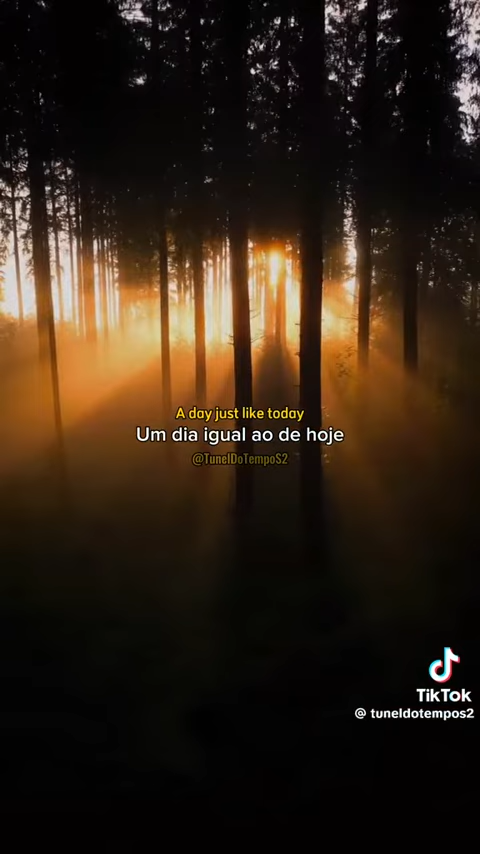 A day just like today
Um dia igual ao de hoje
@TunelDoTempoS2
TikTok
@ tuneldotempos2